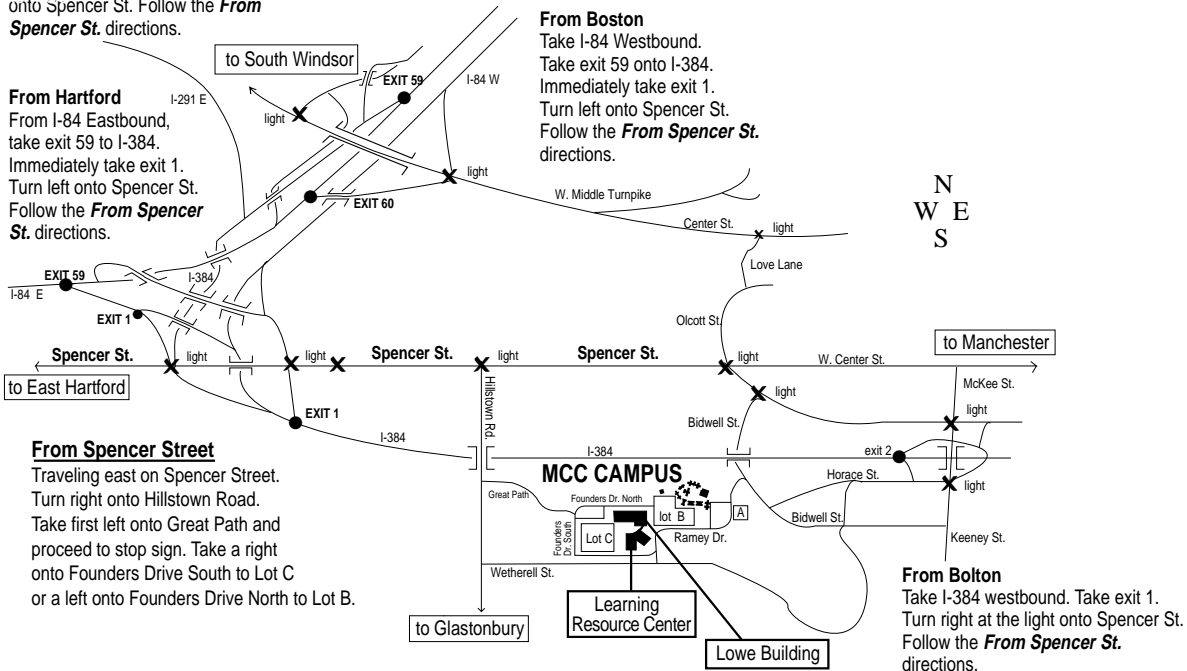 onto Spencer St. Follow the From
Spencer St. directions.
From Hartford
From I-84 Eastbound,
take exit 59 to I-384.
Immediately take exit 1.
Turn left onto Spencer St.
Follow the From Spencer
St. directions.
From Boston
Take I-84 Westbound.
Take exit 59 onto I-384.
Immediately take exit 1.
Turn left onto Spencer St.
Follow the From Spencer St.
directions.
to South Windsor
EXIT 59
I-84 W
I-291 E
light
light
EXIT 60
W. Middle Turnpike
Center St.
light
Love Lane
N
W E
S
EXIT 59
I-84 E
I-384
EXIT 1
Olcott St.
Spencer St.
light
light
Spencer St.
light
Spencer St.
light
W. Center St.
to Manchester
to East Hartford
McKee St.
Hillstown Rd.
light
light
EXIT 1
Bidwell St.
I-384
I-384
exit 2
From Spencer Street
Traveling east on Spencer Street.
Turn right onto Hillstown Road.
Take first left onto Great Path and
proceed to stop sign. Take a right
onto Founders Drive South to Lot C
or a left onto Founders Drive North to Lot B.
MCC CAMPUS
Horace St.
light
Great Path
Founders Dr. North
lot B
A
Bidwell St.
Founders
Dr. South
Lot C
Ramey Dr.
Keeney St.
Wetherell St.
to Glastonbury
Learning
Resource Center
Lowe Building
From Bolton
Take I-384 westbound. Take exit 1.
Turn right at the light onto Spencer St.
Follow the From Spencer St.
directions.